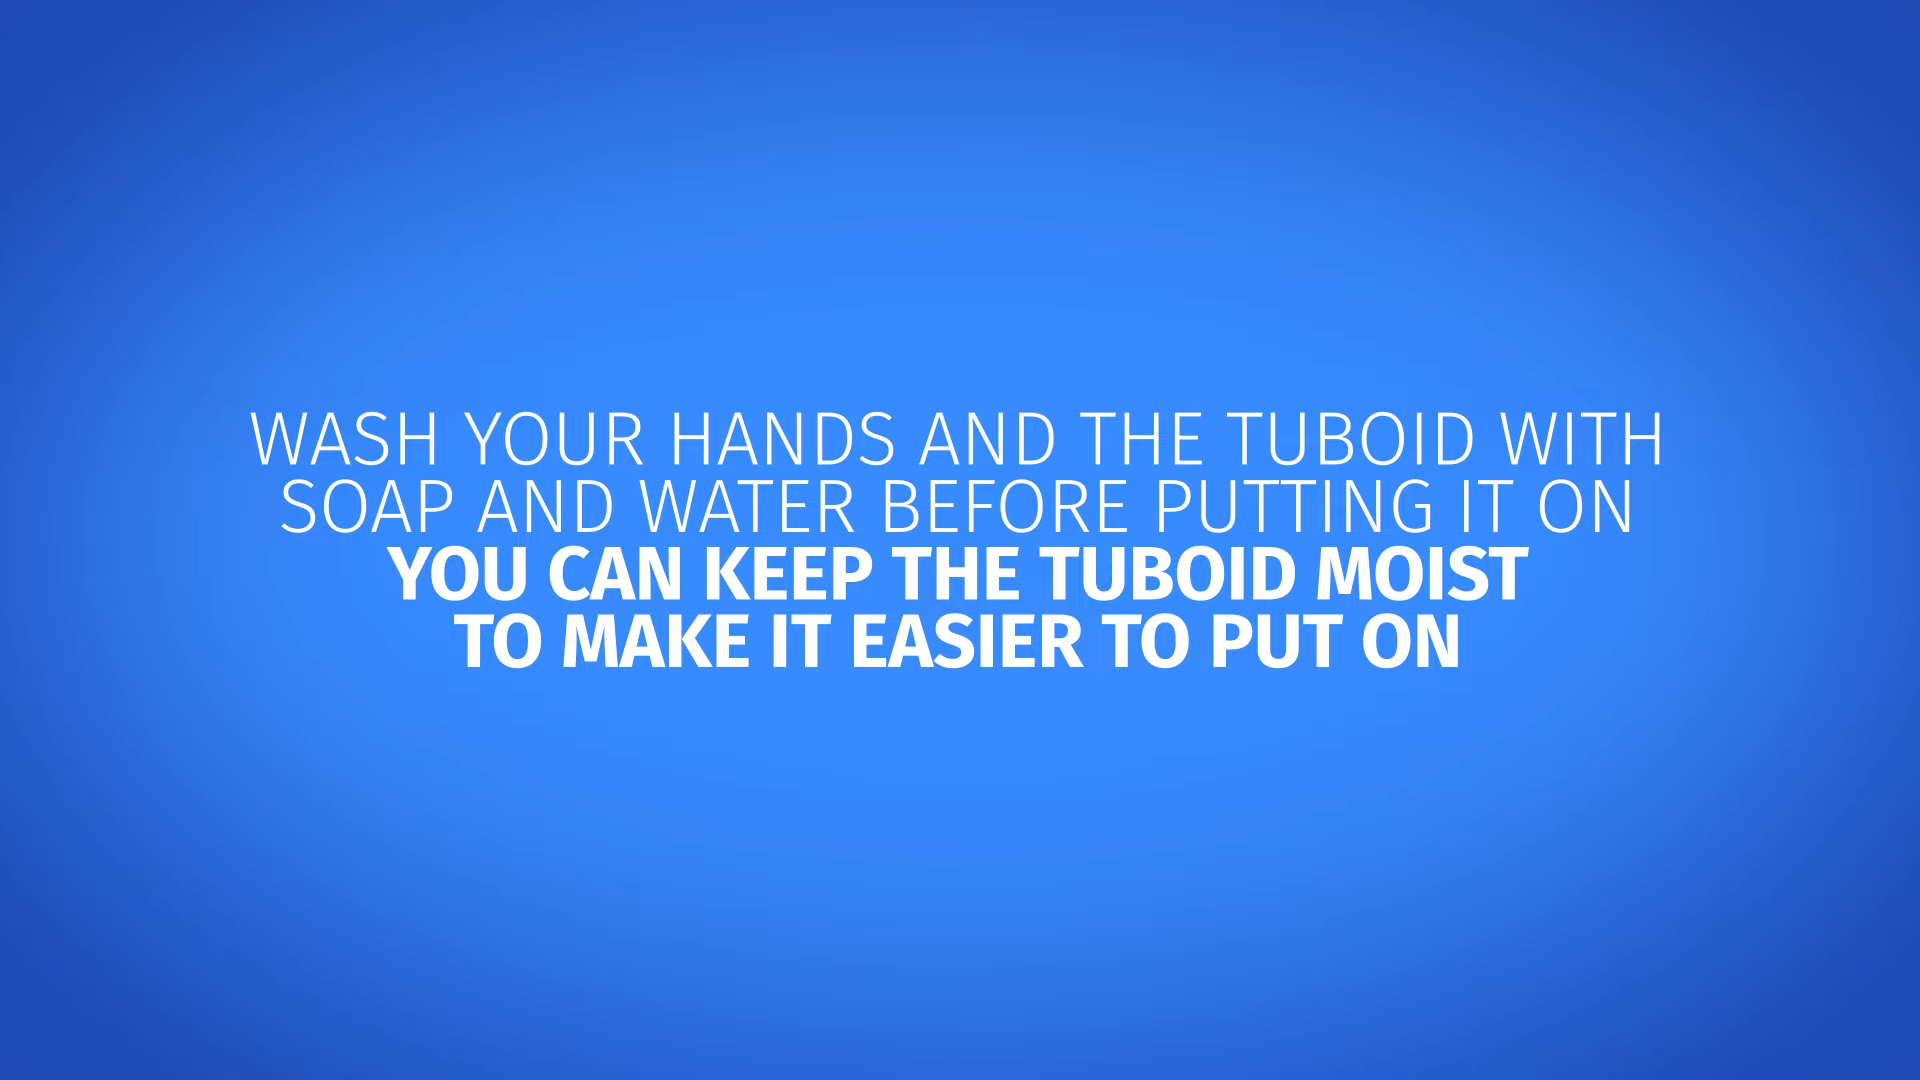 WASH YOUR HANDS AND THE TUBOID WITH
SOAP AND WATER BEFORE PUTTING IT ON
YOU CAN KEEP THE TUBOID MOIST
TO MAKE IT EASIER TO PUT ON